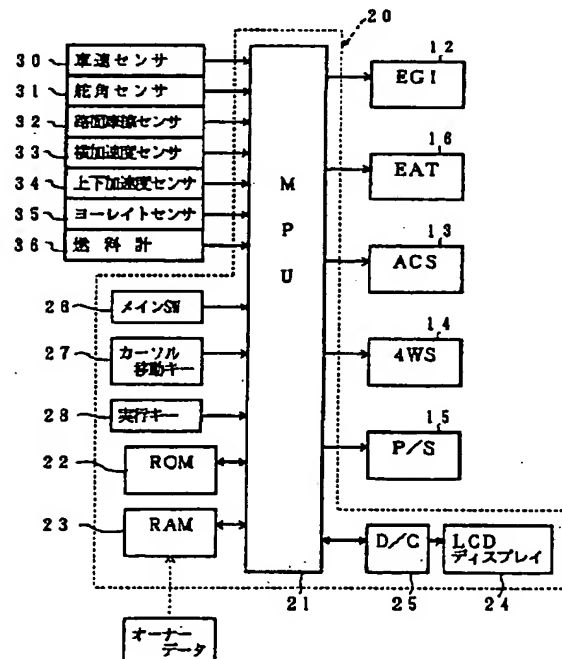 20
30 車速センサ
31 舵角センサ
32 路面摩擦センサ
33 横加速度センサ
34 上下加速度センサ
35 ヨーレイトセンサ
36 燃料計
26 メインSW
27 カーソル
移動キー
28 実行キー
22 ROM
23 RAM
オーナー
データ
MPU
21
12
EGI
16
EAT
13
ACS
14
4WS
15
P/S
D/C
25
LCD
ディスプレイ
24